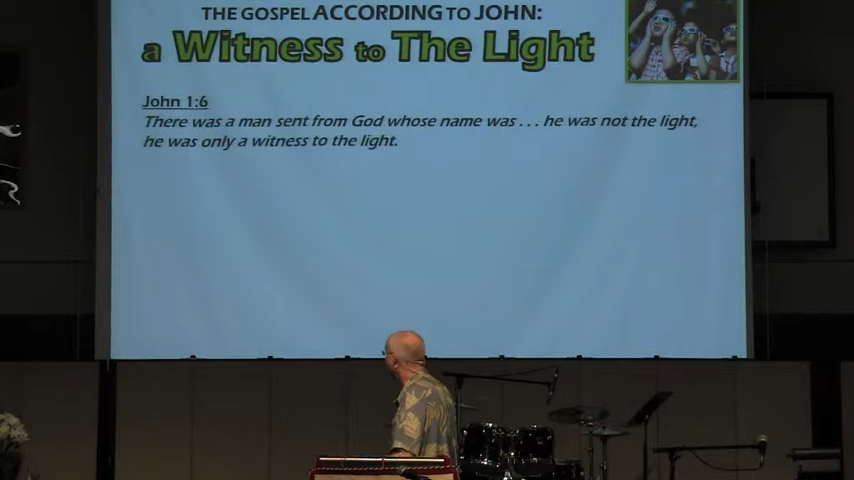 THE GOSPEL ACCORDING TO JOHN:
a Witness to The Light
John 1:6
There was a man sent from God whose name was . . . he was not the light,
he was only a witness to the light.